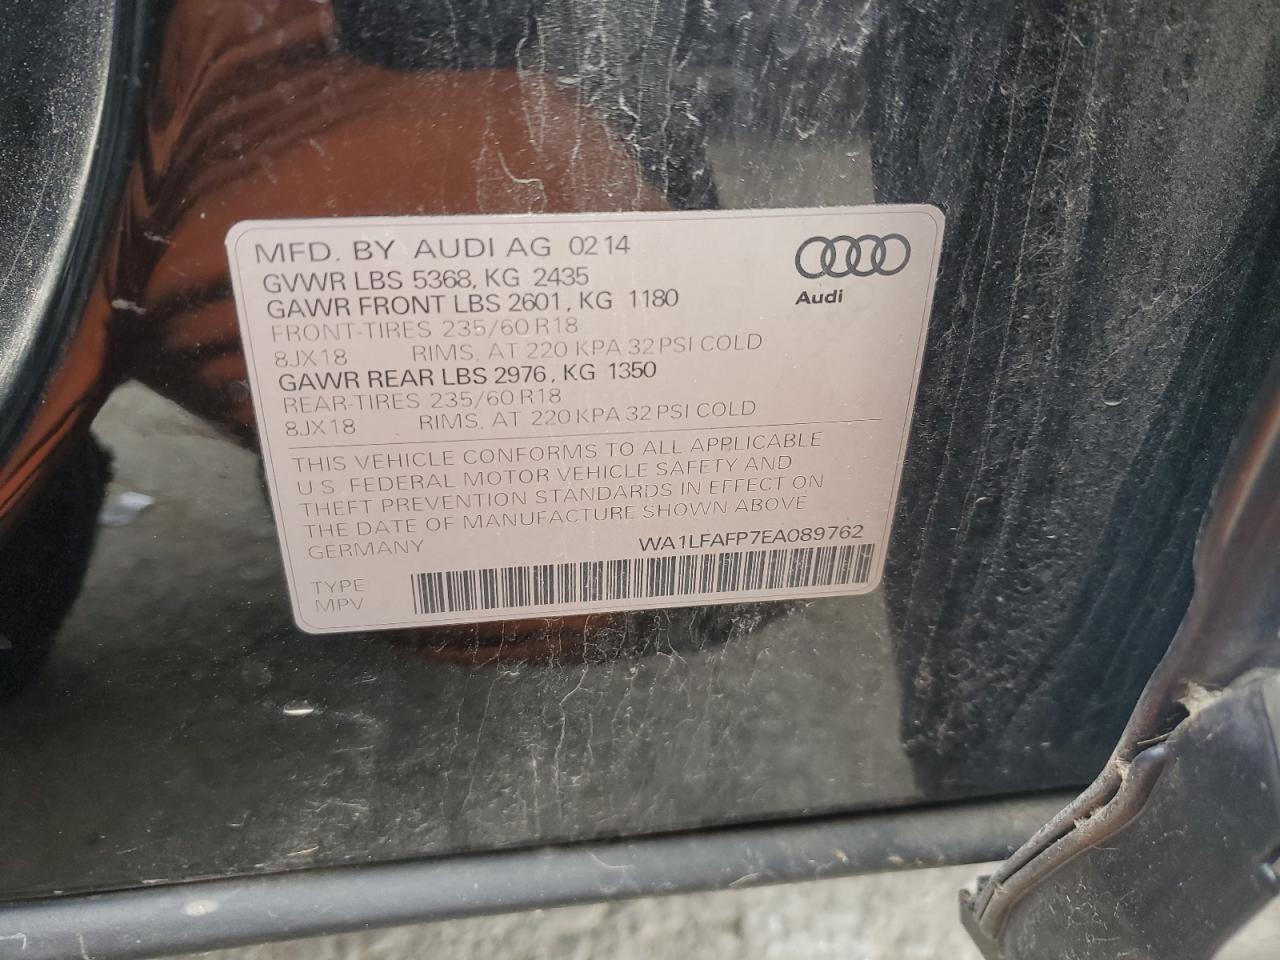 MFD. BY AUDI AG 0214
GVWR LBS 5368, KG 2435
GAWR FRONT LBS 2601, KG 1180
FRONT-TIRES 235/60 R18
8JX18 RIMS, AT 220 KPA 32 PSI COLD
GAWR REAR LBS 2976, KG 1350
REAR-TIRES 235/60 R18
8JX18 RIMS, AT 220 KPA 32 PSI COLD
Audi
THIS VEHICLE CONFORMS TO ALL APPLICABLE
U.S. FEDERAL MOTOR VEHICLE SAFETY AND
THEFT PREVENTION STANDARDS IN EFFECT ON
THE DATE OF MANUFACTURE SHOWN ABOVE
GERMANY WA1LFAFP7EA089762
TYPE
MPV